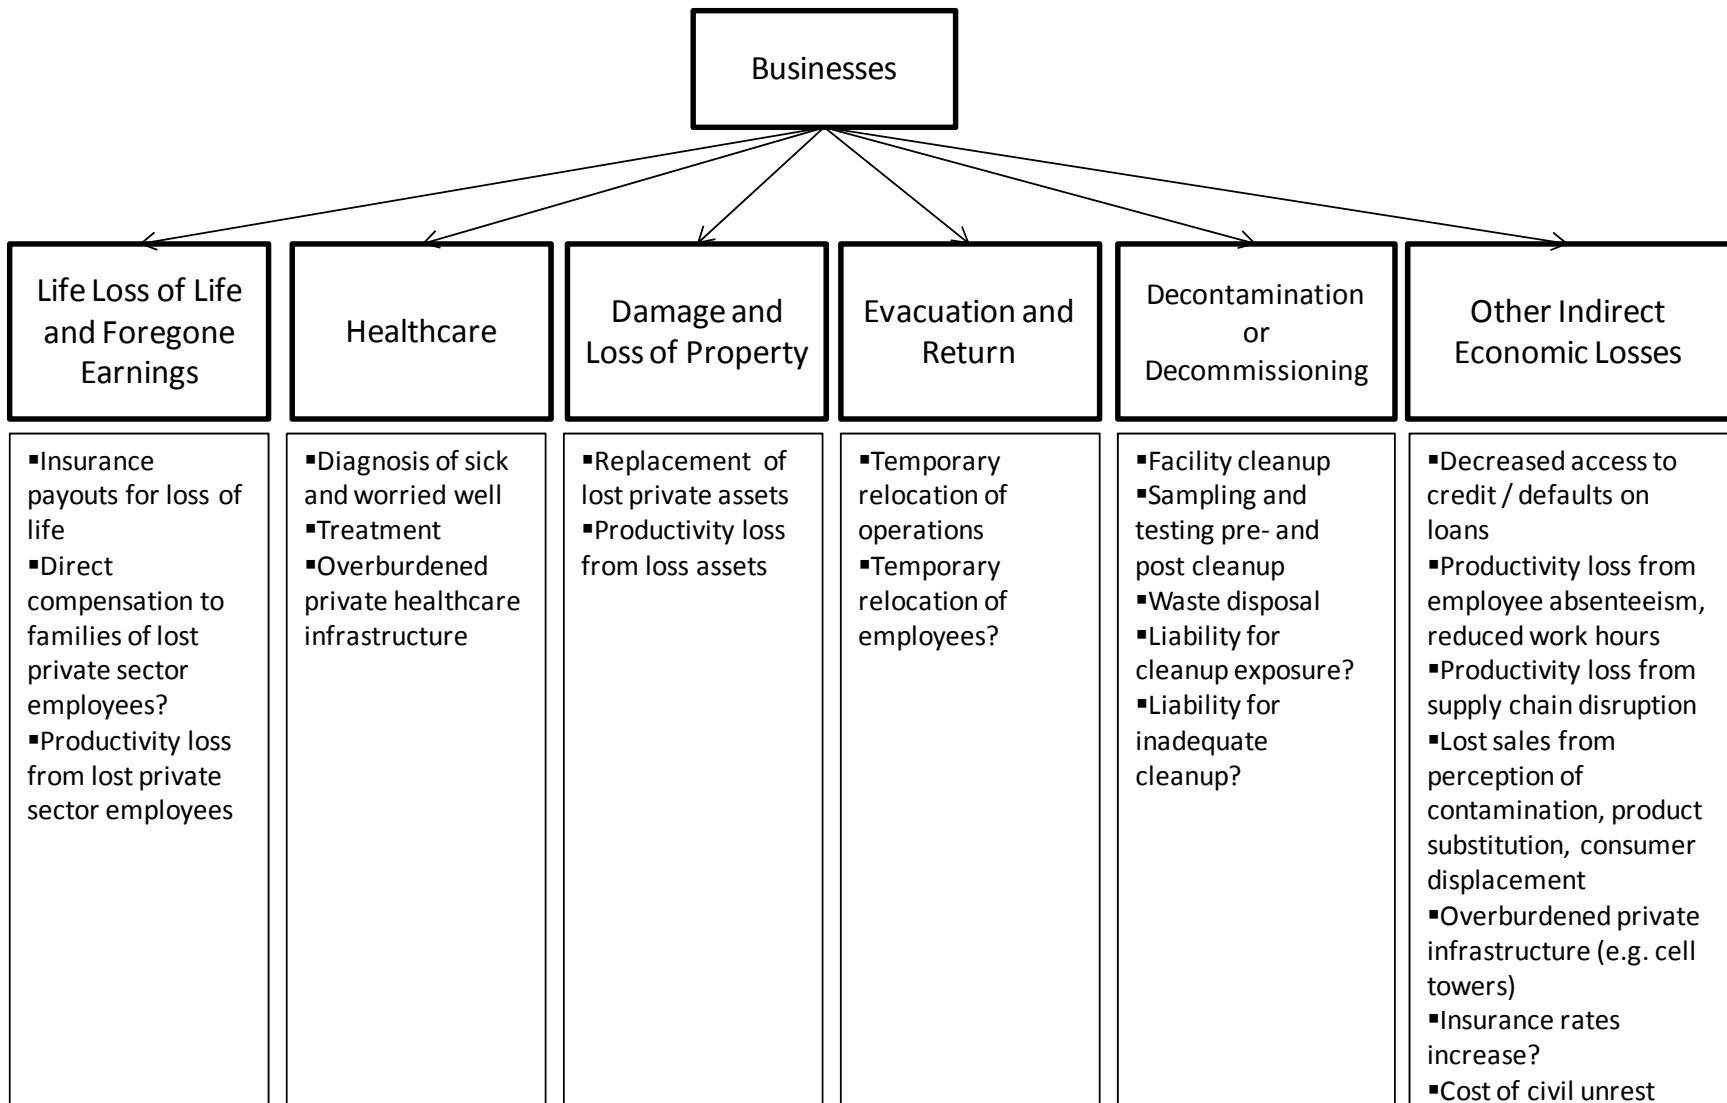 Businesses
Life Loss of Life
and Foregone
Earnings
Healthcare
Damage and
Loss of Property
Evacuation and
Return
Decontamination
or
Decommissioning
Other Indirect
Economic Losses
▪Insurance
payouts for loss of
life
▪Direct
compensation to
families of lost
private sector
employees?
▪Productivity loss
from lost private
sector employees
▪Diagnosis of sick
and worried well
▪Treatment
▪Overburdened
private healthcare
infrastructure
▪Replacement of
lost private assets
▪Productivity loss
from loss assets
▪Temporary
relocation of
operations
▪Temporary
relocation of
employees?
▪Facility cleanup
▪Sampling and
testing pre- and
post cleanup
▪Waste disposal
▪Liability for
cleanup exposure?
▪Liability for
inadequate
cleanup?
▪Decreased access to
credit / defaults on
loans
▪Productivity loss from
employee absenteeism,
reduced work hours
▪Productivity loss from
supply chain disruption
▪Lost sales from
perception of
contamination, product
substitution, consumer
displacement
▪Overburdened private
infrastructure (e.g. cell
towers)
▪Insurance rates
increase?
▪Cost of civil unrest